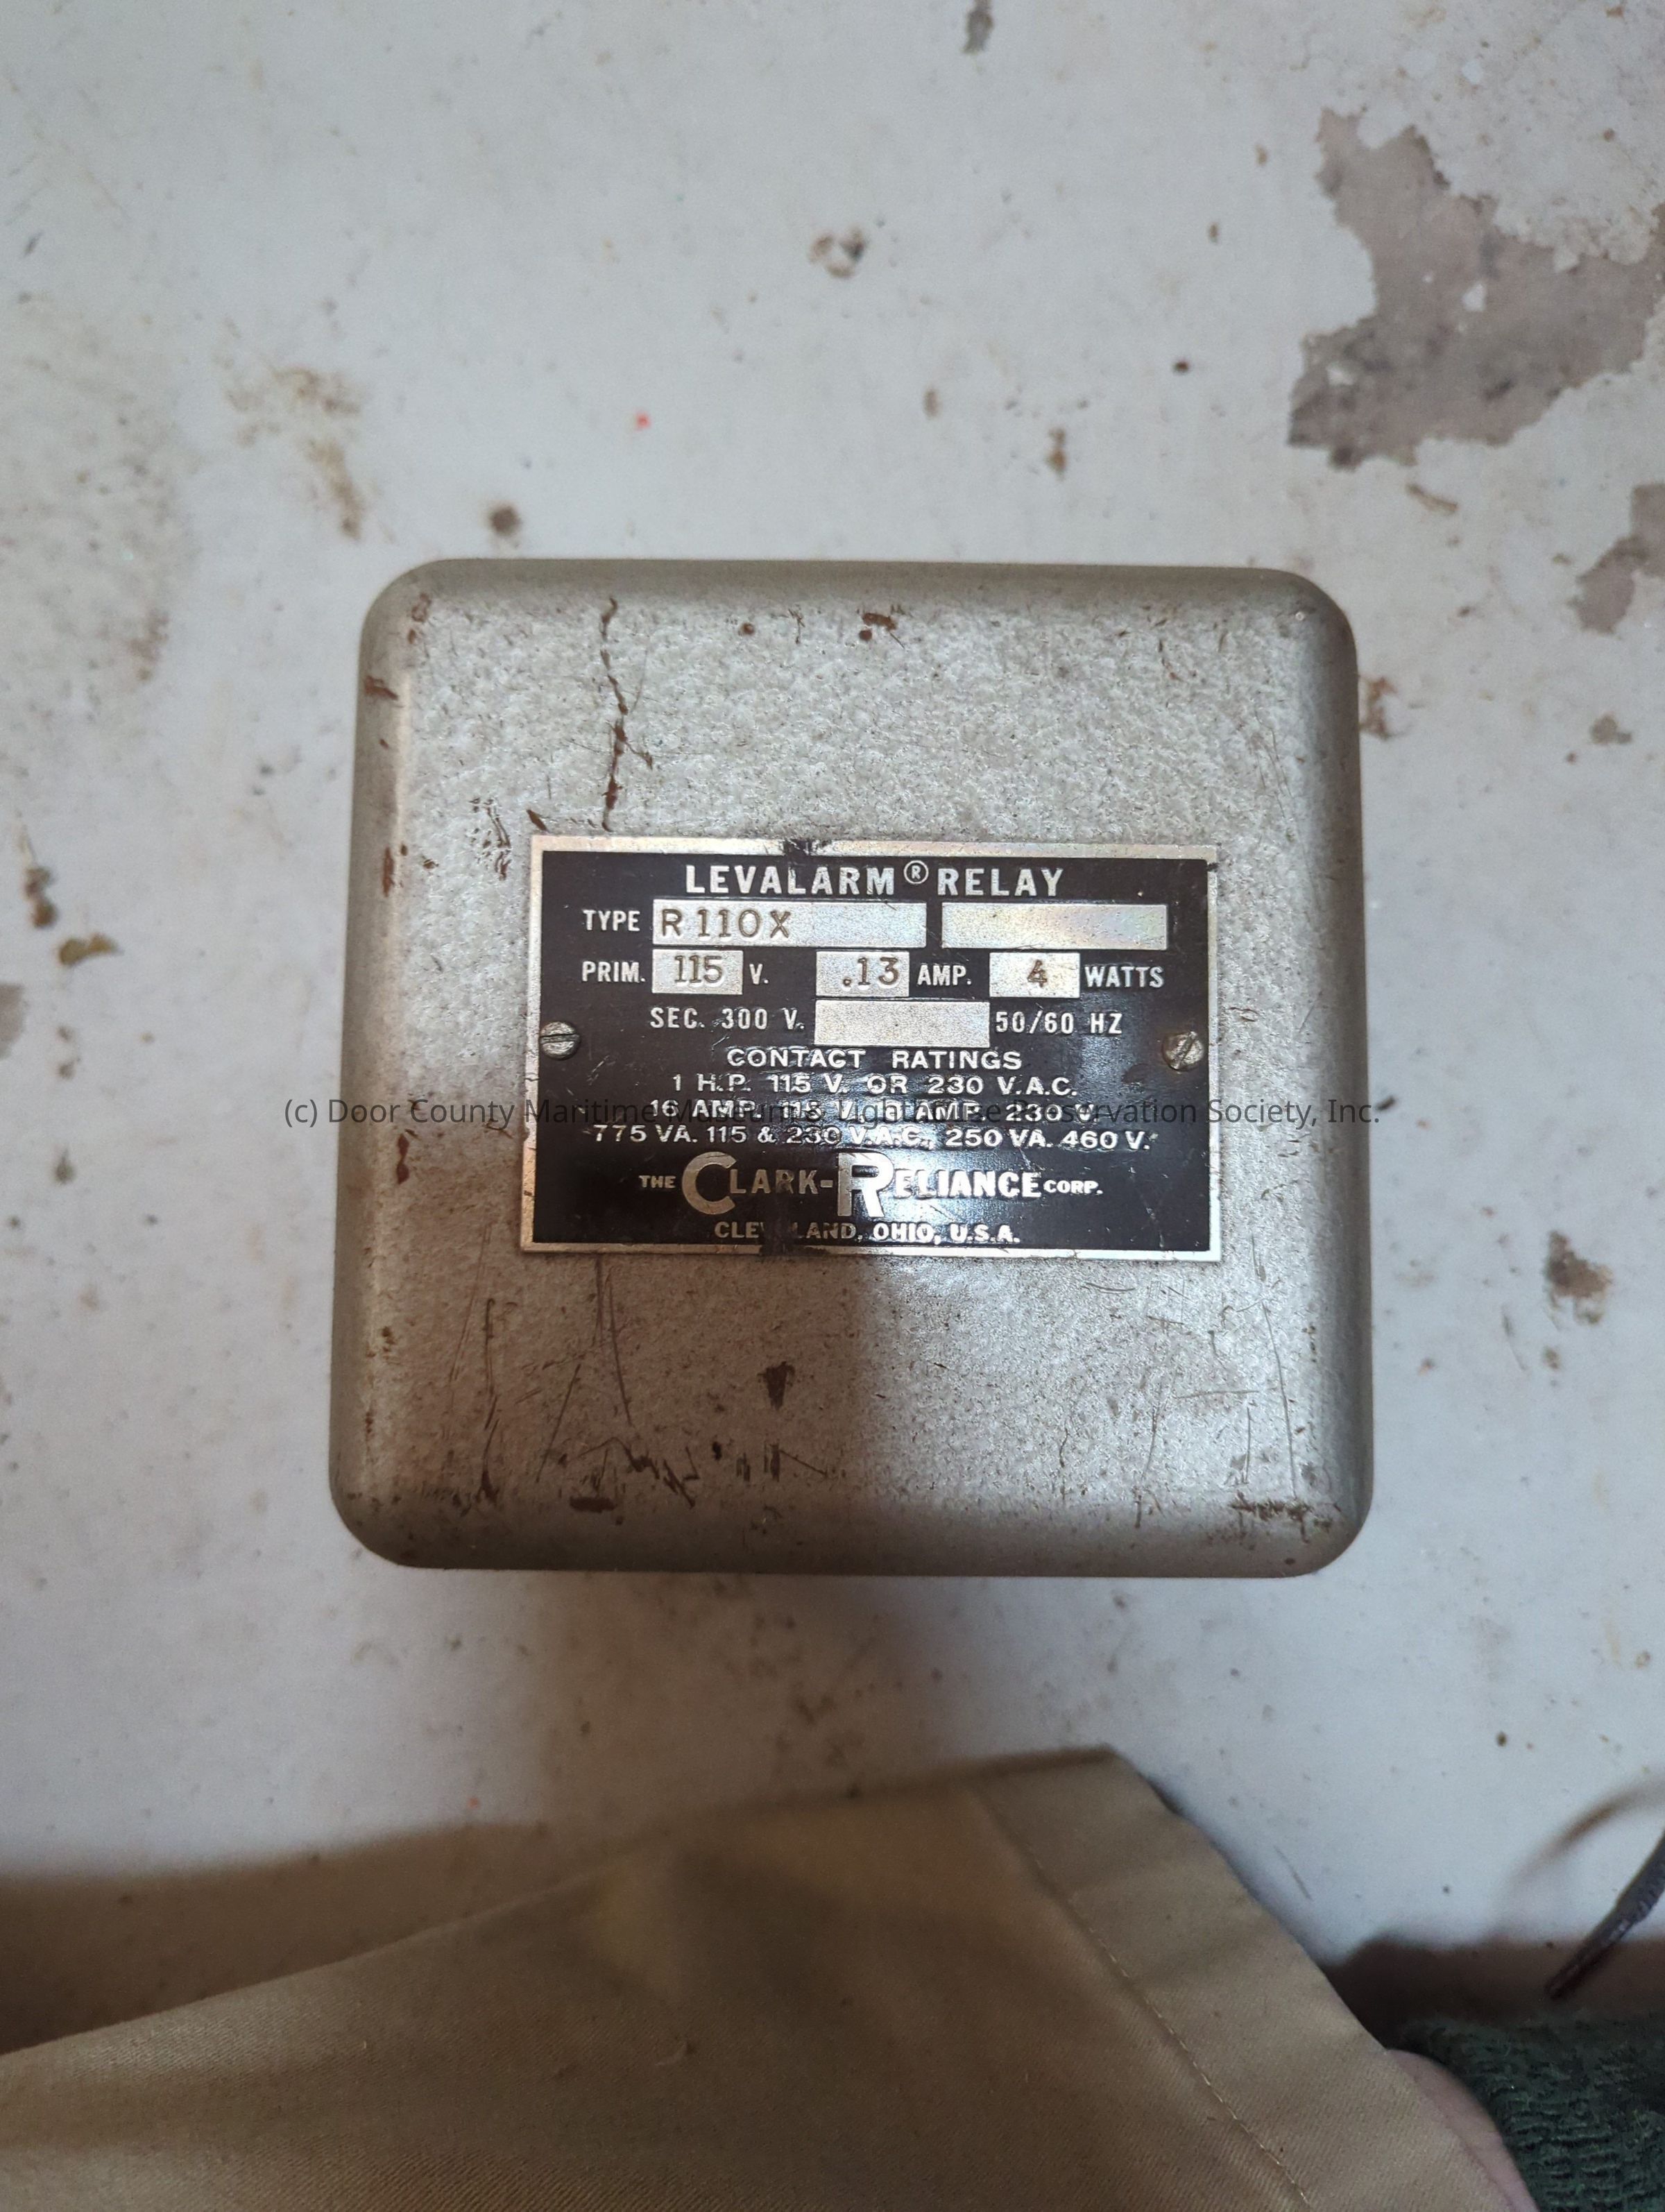 LEVALARM® RELAY
TYPE R110X
PRIM. 115 V. .13 AMP. 4 WATTS
SEC. 300 V. 50/60 HZ
CONTACT RATINGS
1 H.P. 115 V. OR 230 V.A.C.
16 AMP. 115 V. 8 AMP. 230 V.
(c) Door County Maritime Museum & Lighthouse Preservation Society, Inc.
775 VA. 115 & 230 V.A.C., 250 VA. 460 V.
THE CLARK-RELIANCE CORP.
CLEVELAND, OHIO, U.S.A.